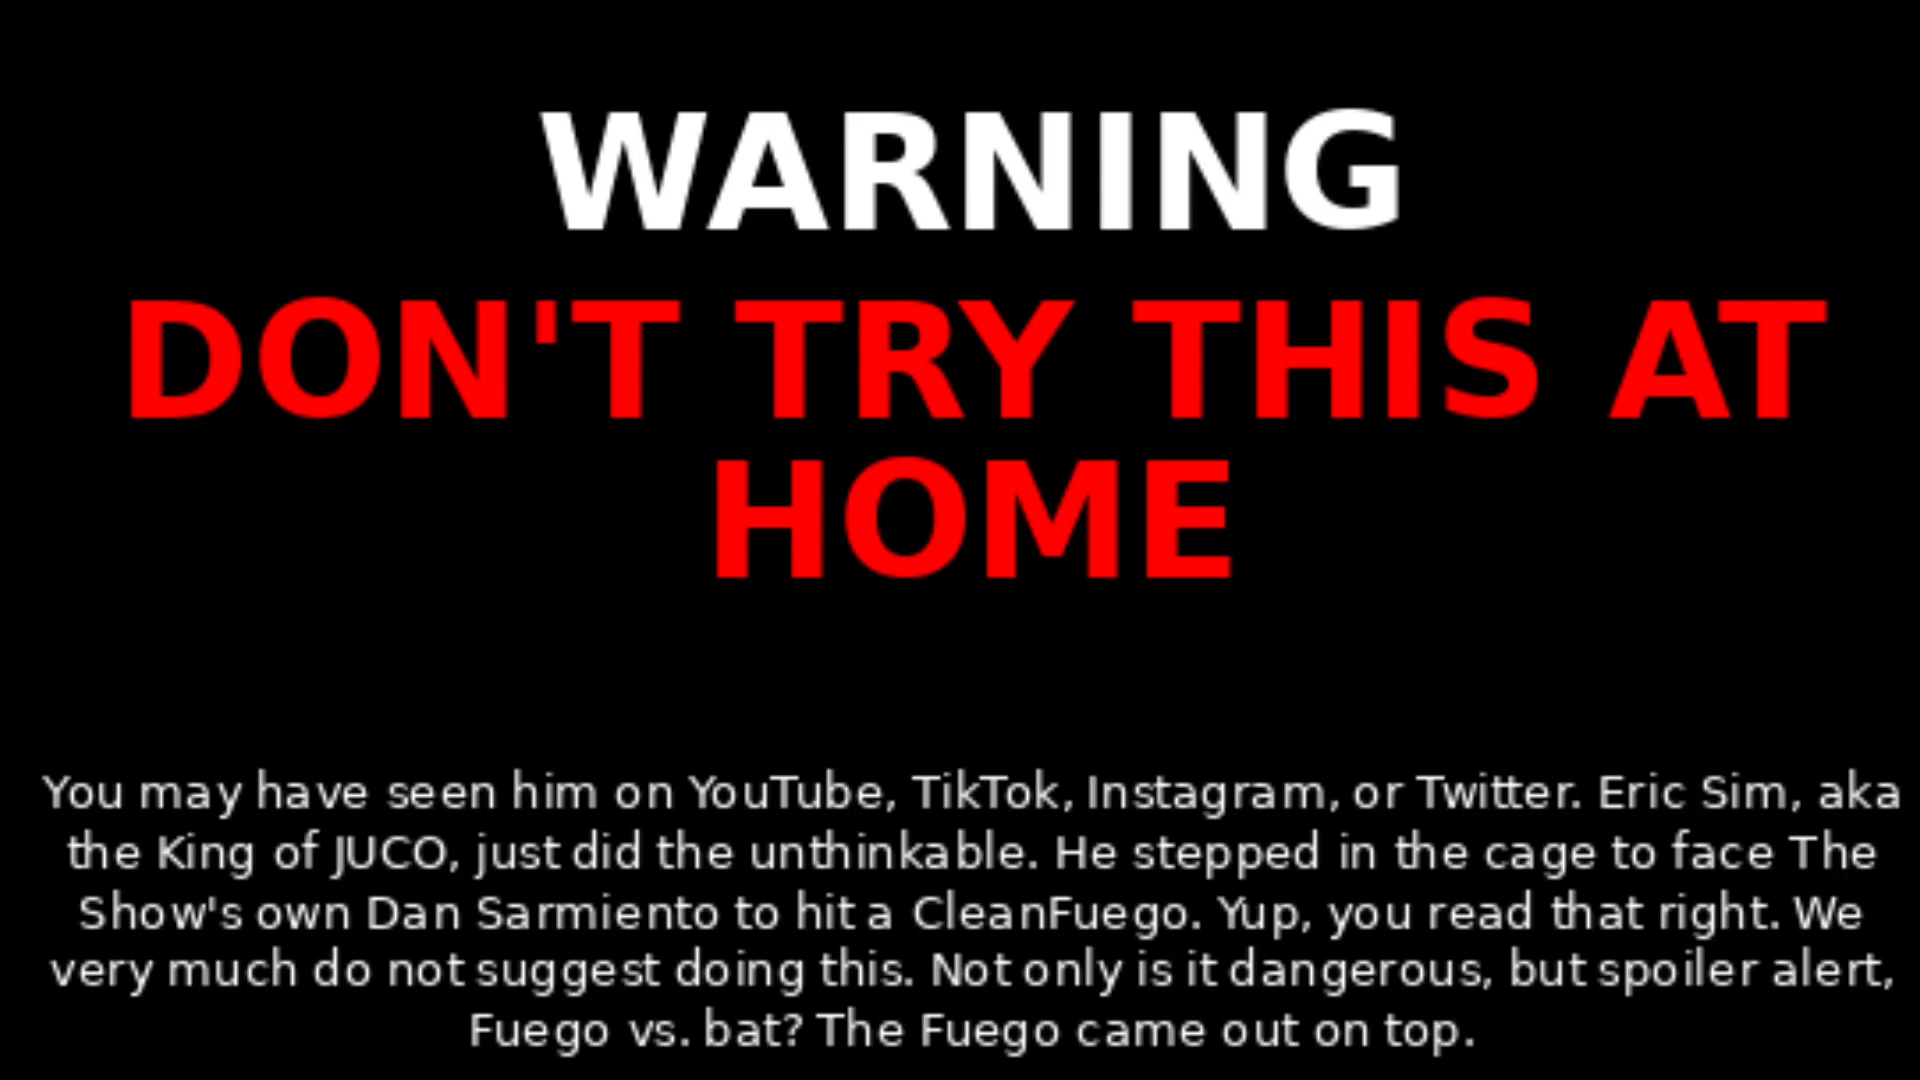 WARNING
DON'T TRY THIS AT
HOME
You may have seen him on YouTube, TikTok, Instagram, or Twitter. Eric Sim, aka
the King of JUCO, just did the unthinkable. He stepped in the cage to face The
Show's own Dan Sarmiento to hit a CleanFuego. Yup, you read that right. We
very much do not suggest doing this. Not only is it dangerous, but spoiler alert,
Fuego vs. bat? The Fuego came out on top.